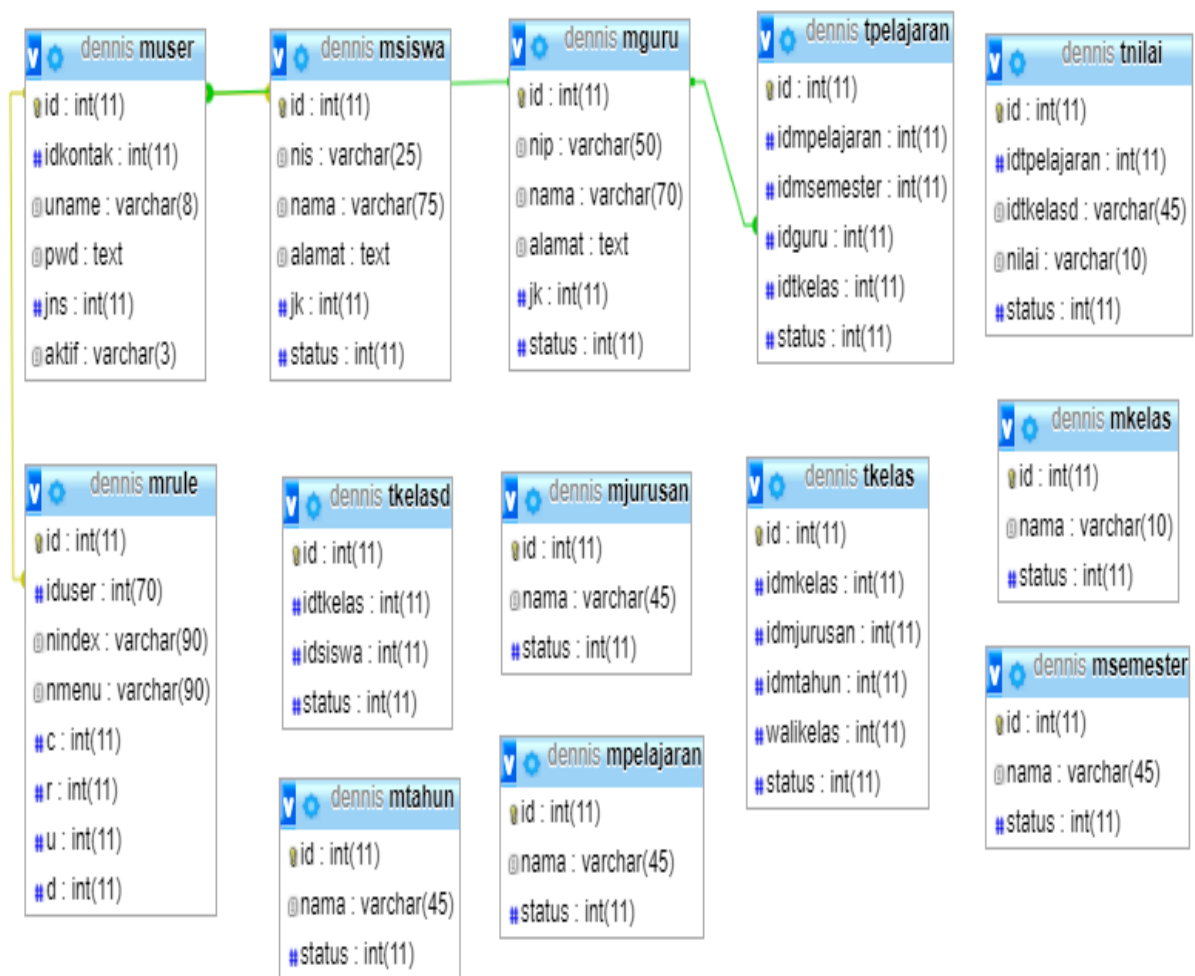 dennis muser
id : int(11)
idkontak : int(11)
uname : varchar(8)
pwd : text
jns : int(11)
aktif : varchar(3)
dennis msiswa
id : int(11)
nis : varchar(25)
nama : varchar(75)
alamat : text
jk : int(11)
status : int(11)
dennis mguru
id : int(11)
nip : varchar(50)
nama : varchar(70)
alamat : text
jk : int(11)
status : int(11)
dennis tpelajaran
id : int(11)
idmpelajaran : int(11)
idmsemester : int(11)
idguru : int(11)
idtkelas : int(11)
status : int(11)
dennis tnilai
id : int(11)
idtpelajaran : int(11)
idtkelasd : varchar(45)
nilai : varchar(10)
status : int(11)
dennis mrule
id : int(11)
iduser : int(70)
nindex : varchar(90)
nmenu : varchar(90)
c : int(11)
r : int(11)
u : int(11)
d : int(11)
dennis tkelasd
id : int(11)
idtkelas : int(11)
idsiswa : int(11)
status : int(11)
dennis mjurusan
id : int(11)
nama : varchar(45)
status : int(11)
dennis tkelas
id : int(11)
idmkelas : int(11)
idmjurusan : int(11)
idmtahun : int(11)
walikelas : int(11)
status : int(11)
dennis mkelas
id : int(11)
nama : varchar(10)
status : int(11)
dennis mtahun
id : int(11)
nama : varchar(45)
status : int(11)
dennis mpelajaran
id : int(11)
nama : varchar(45)
status : int(11)
dennis msemester
id : int(11)
nama : varchar(45)
status : int(11)